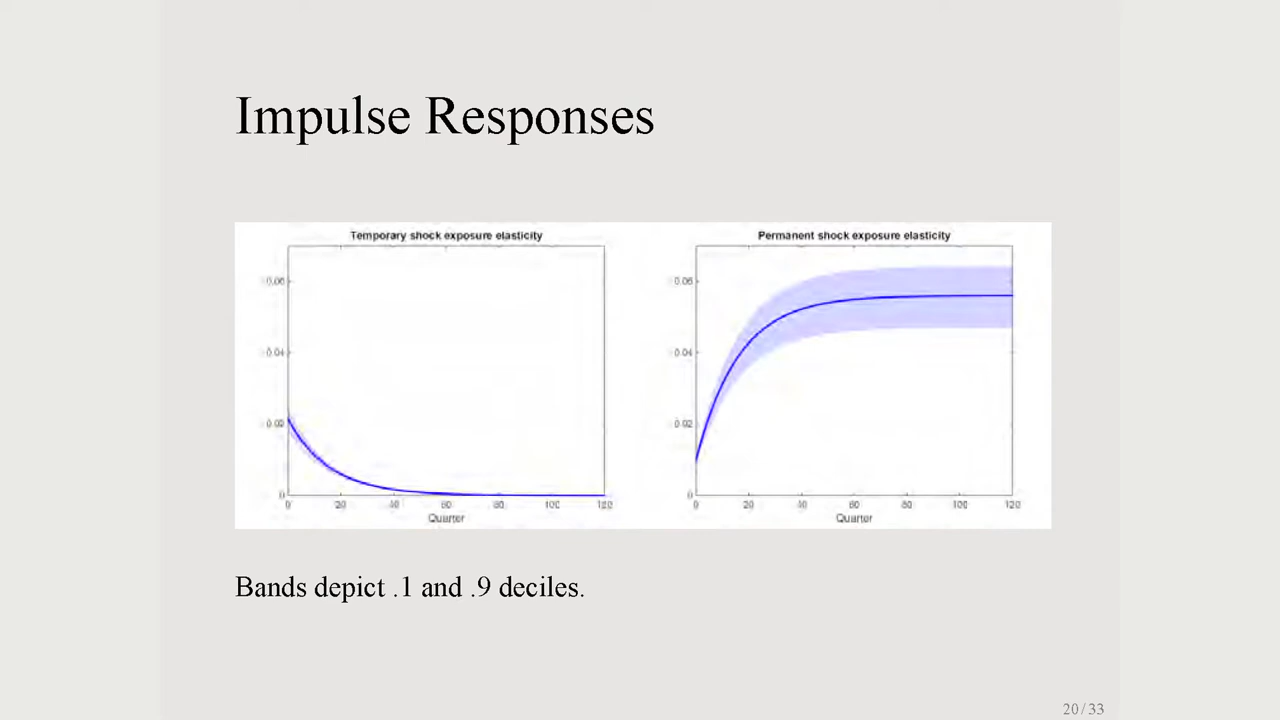 Impulse Responses
Temporary shock exposure elasticity
0.06
0.04
0.02
0
0 20 40 60 80 100 120
Quarter
Permanent shock exposure elasticity
0.06
0.04
0.02
0
0 20 40 60 80 100 120
Quarter
Bands depict .1 and .9 deciles.
20/33